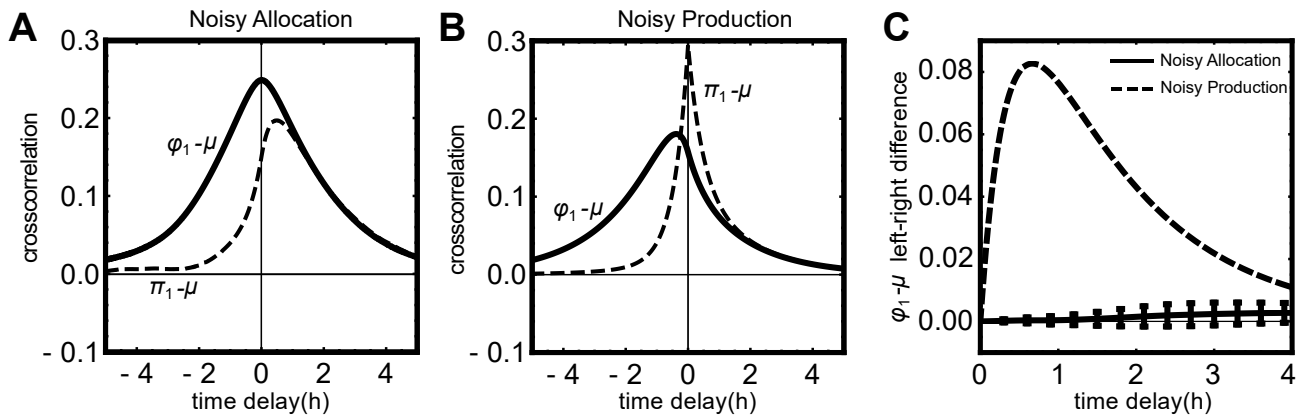 A
Noisy Allocation
0.3
0.2
0.1
0.0
- 0.1
crosscorrelation
φ1-μ
π1-μ
- 4
- 2
0
2
4
time delay(h)
B
Noisy Production
0.3
0.2
0.1
0.0
- 0.1
crosscorrelation
π1-μ
φ1-μ
- 4
- 2
0
2
4
time delay(h)
C
Noisy Allocation
Noisy Production
0.08
0.06
0.04
0.02
0.00
φ1-μ left-right difference
0
1
2
3
4
time delay(h)